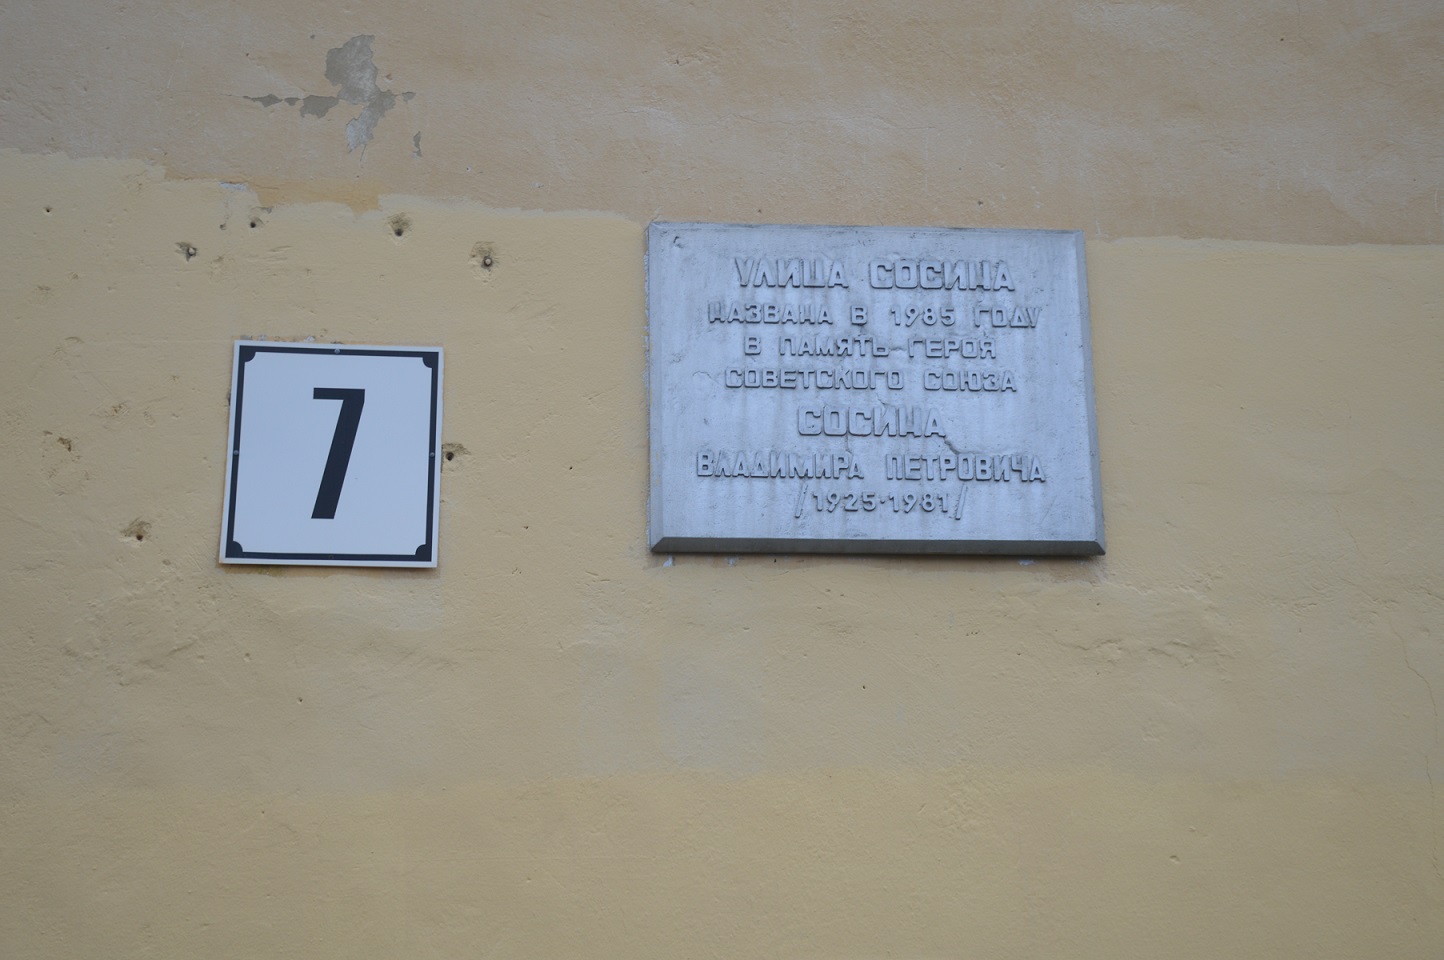 7
УЛИЦА СОСИНА
НАЗВАНА В 1985 ГОДУ
В ПАМЯТЬ ГЕРОЯ
СОВЕТСКОГО СОЮЗА
СОСИНА
ВЛАДИМИРА ПЕТРОВИЧА
/1925·1981/